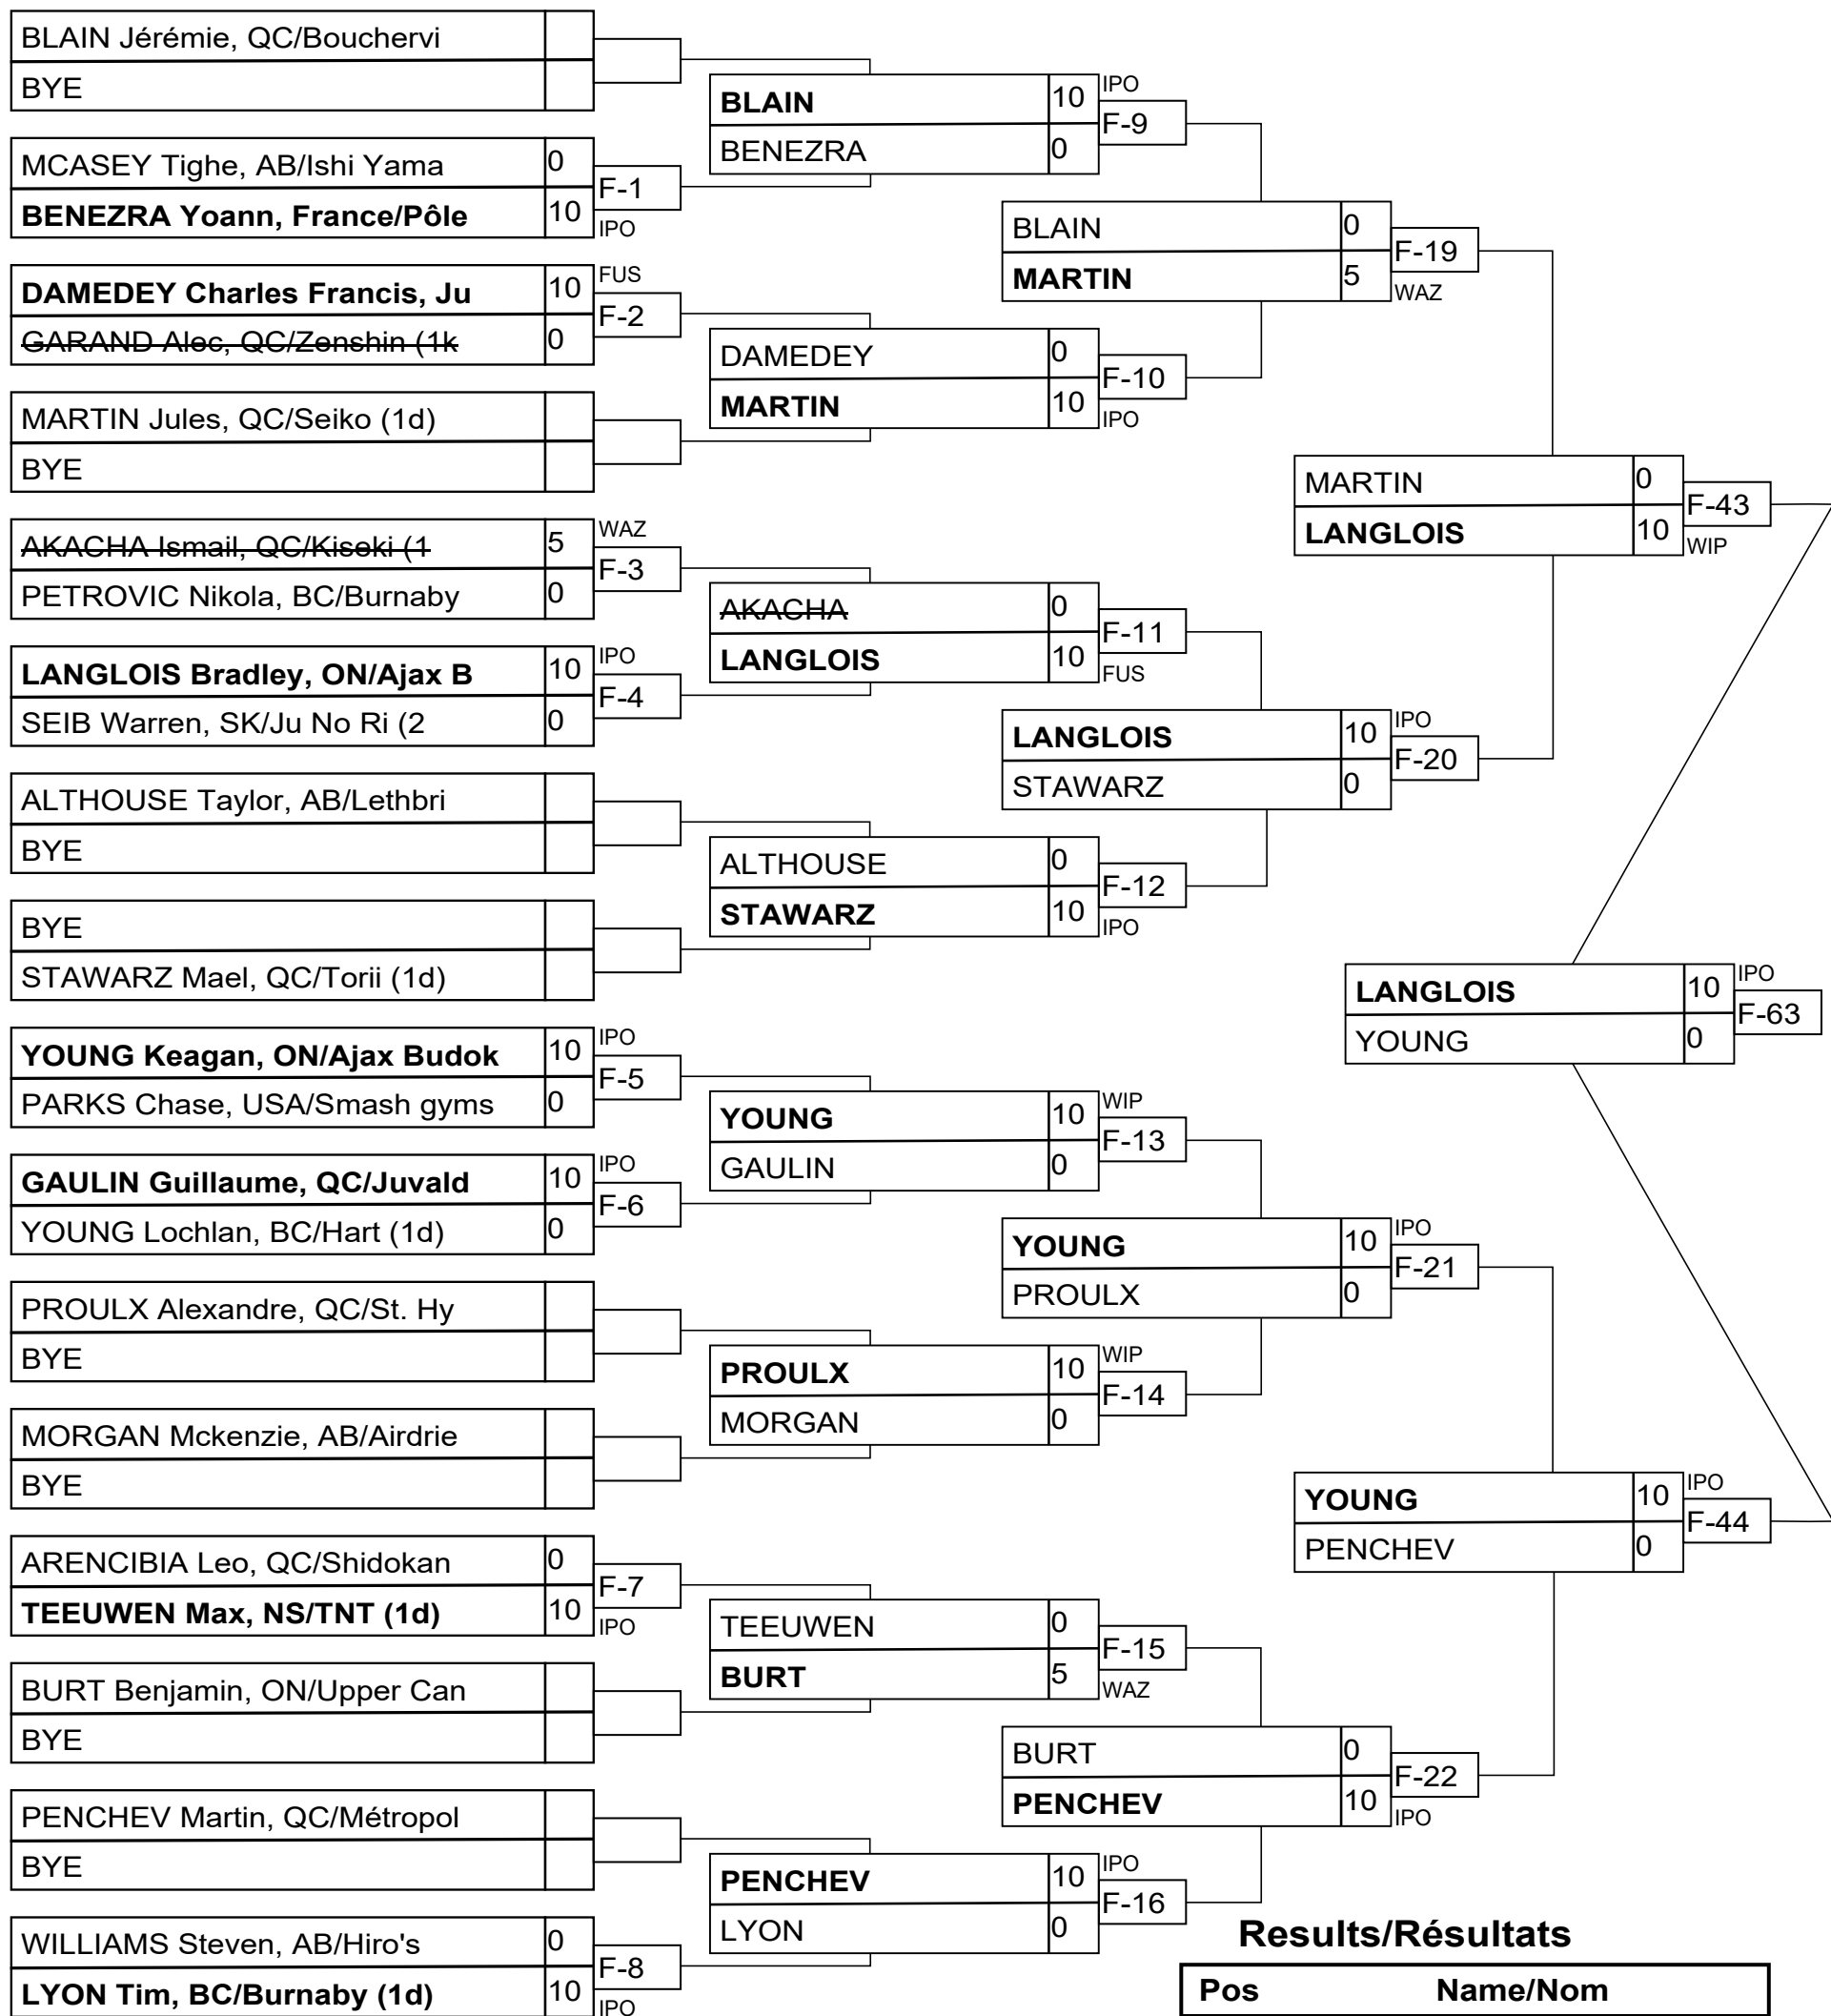 BLAIN Jérémie, QC/Bouchervi
BYE
MCASEY Tighe, AB/Ishi Yama 0
F-1
BENEZRA Yoann, France/Pôle 10
IPO
DAMEDEY Charles Francis, Ju 10
FUS
F-2
GARAND Alec, QC/Zenshin (1k 0
MARTIN Jules, QC/Seiko (1d)
BYE
AKACHA Ismail, QC/Kiseki (1 5
WAZ
F-3
PETROVIC Nikola, BC/Burnaby 0
LANGLOIS Bradley, ON/Ajax B 10
IPO
F-4
SEIB Warren, SK/Ju No Ri (2 0
ALTHOUSE Taylor, AB/Lethbri
BYE
BYE
STAWARZ Mael, QC/Torii (1d)
YOUNG Keagan, ON/Ajax Budok 10
IPO
F-5
PARKS Chase, USA/Smash gyms 0
GAULIN Guillaume, QC/Juvald 10
IPO
F-6
YOUNG Lochlan, BC/Hart (1d) 0
PROULX Alexandre, QC/St. Hy
BYE
MORGAN Mckenzie, AB/Airdrie
BYE
ARENCIBIA Leo, QC/Shidokan 0
F-7
TEEUWEN Max, NS/TNT (1d) 10
IPO
BURT Benjamin, ON/Upper Can
BYE
PENCHEV Martin, QC/Métropol
BYE
WILLIAMS Steven, AB/Hiro's 0
F-8
LYON Tim, BC/Burnaby (1d) 10
IPO
BLAIN 10
IPO
F-9
BENEZRA 0
DAMEDEY 0
F-10
MARTIN 10
IPO
AKACHA 0
F-11
LANGLOIS 10
FUS
ALTHOUSE 0
F-12
STAWARZ 10
IPO
YOUNG 10
WIP
F-13
GAULIN 0
PROULX 10
WIP
F-14
MORGAN 0
TEEUWEN 0
F-15
BURT 5
WAZ
PENCHEV 10
IPO
F-16
LYON 0
BLAIN 0
F-19
MARTIN 5
WAZ
LANGLOIS 10
IPO
F-20
STAWARZ 0
YOUNG 10
IPO
F-21
PROULX 0
BURT 0
F-22
PENCHEV 10
IPO
MARTIN 0
F-43
LANGLOIS 10
WIP
YOUNG 10
IPO
F-44
PENCHEV 0
LANGLOIS 10
IPO
F-63
YOUNG 0
Results/Résultats
Pos Name/Nom